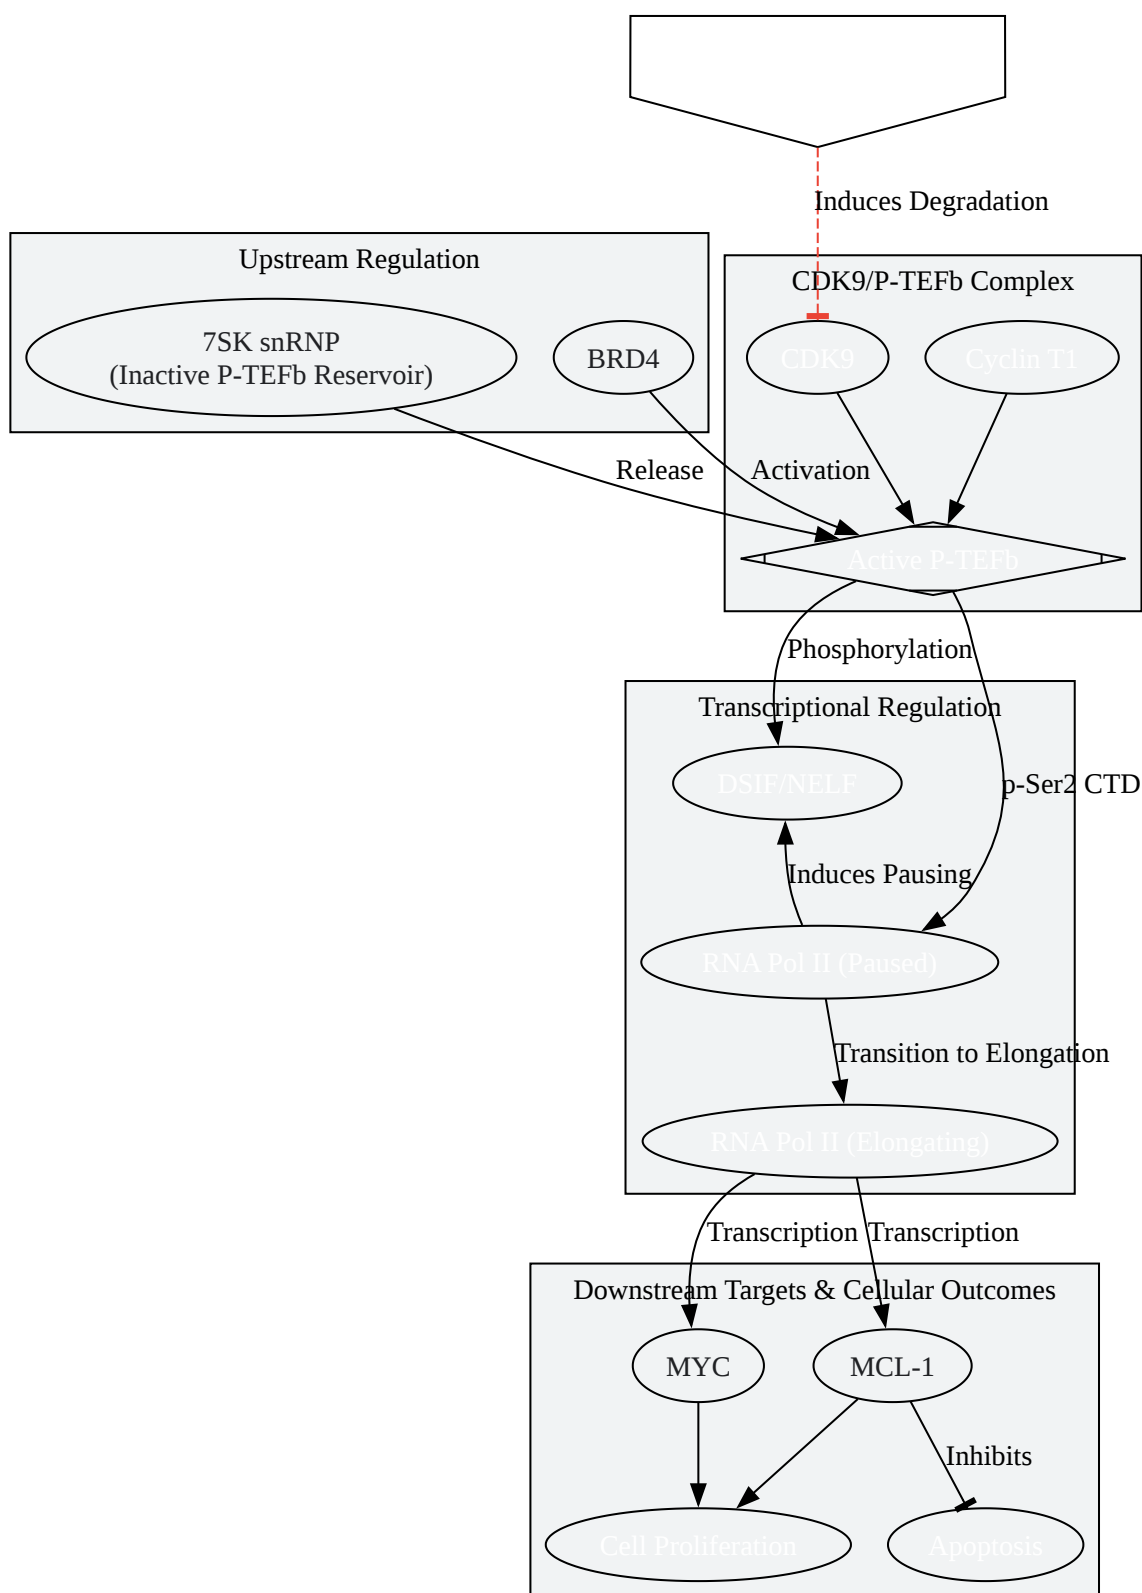 Induces Degradation
Upstream Regulation
CDK9/P-TEFb Complex
7SK snRNP
(Inactive P-TEFb Reservoir)
BRD4
CDK9
Cyclin T1
Release
Activation
Active P-TEFb
Phosphorylation
Transcriptional Regulation
DSIF/NELF
p-Ser2 CTD
Induces Pausing
RNA Pol II (Paused)
Transition to Elongation
RNA Pol II (Elongating)
Transcription
Transcription
Downstream Targets & Cellular Outcomes
MYC
MCL-1
Inhibits
Cell Proliferation
Apoptosis